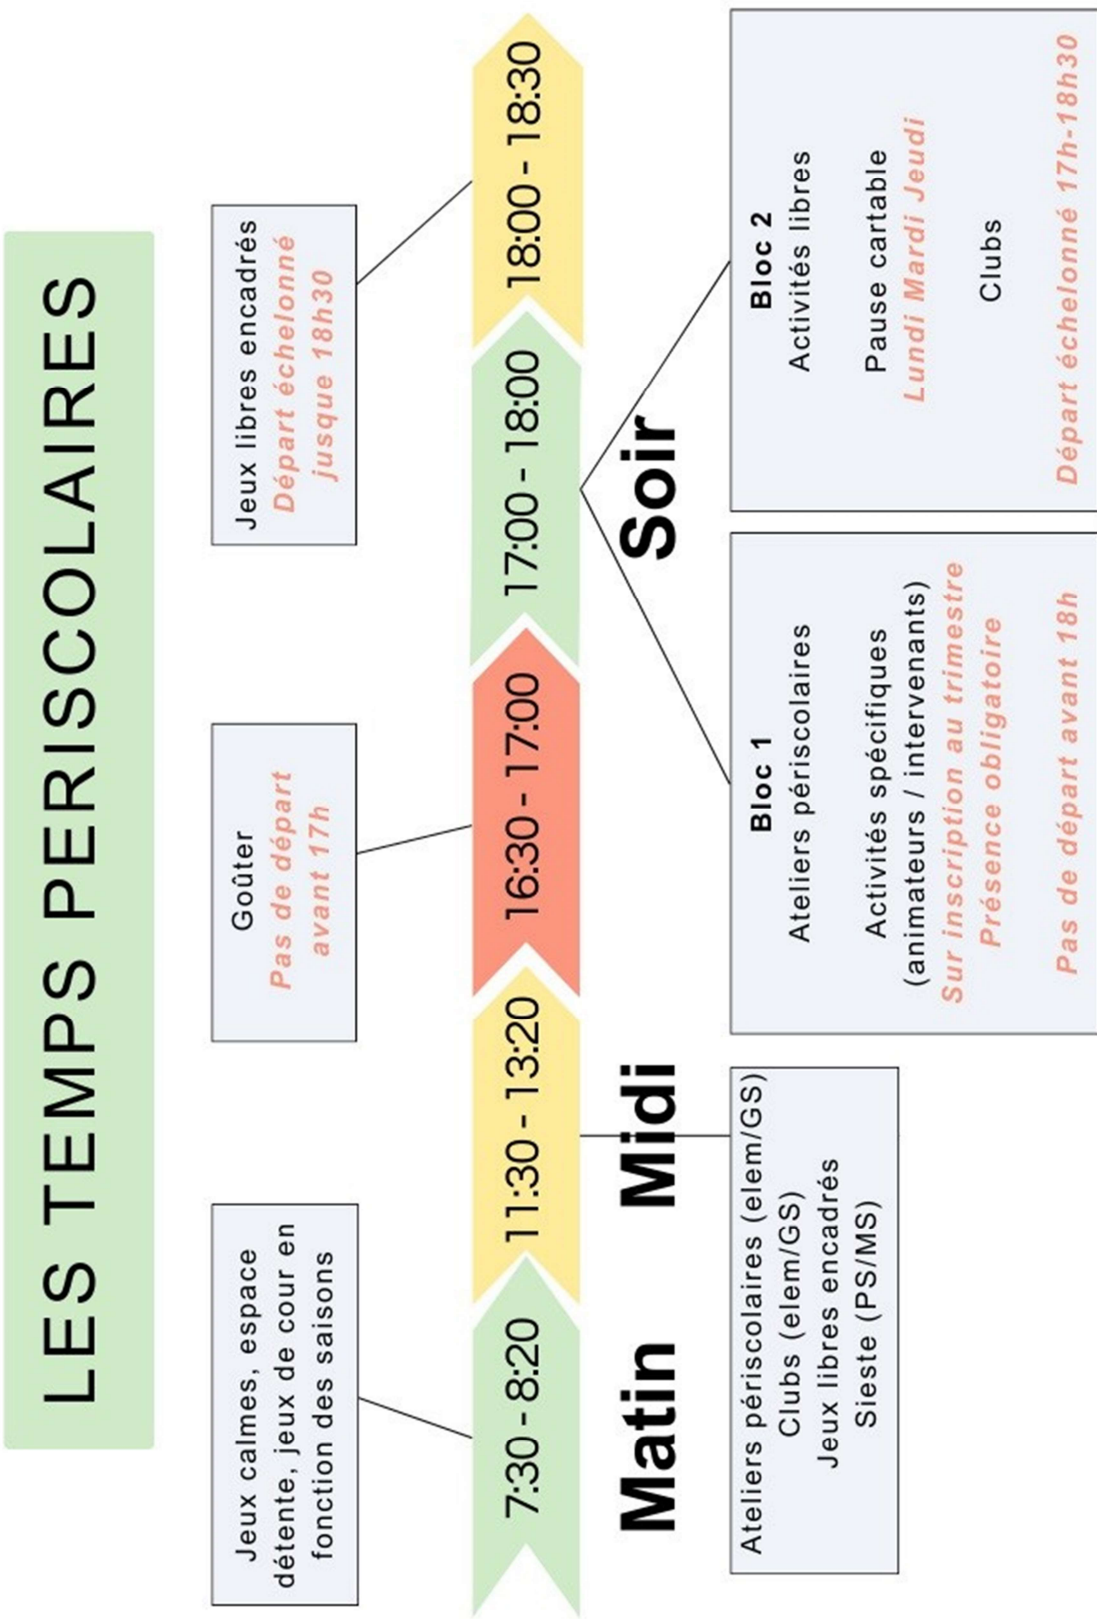 LES TEMPS PERISCOLAIRES
Jeux calmes, espace
détente, jeux de cour en
fonction des saisons
Goûter
Pas de départ
avant 17h
Jeux libres encadrés
Départ échelonné
jusque 18h30
7:30 - 8:20
11:30 - 13:20
16:30 - 17:00
17:00 - 18:00
18:00 - 18:30
Matin
Midi
Soir
Ateliers périscolaires (elem/GS)
Clubs (elem/GS)
Jeux libres encadrés
Sieste (PS/MS)
Bloc 1
Ateliers périscolaires
Activités spécifiques
(animateurs / intervenants)
Sur inscription au trimestre
Présence obligatoire
Pas de départ avant 18h
Bloc 2
Activités libres
Pause cartable
Lundi Mardi Jeudi
Clubs
Départ échelonné 17h-18h30